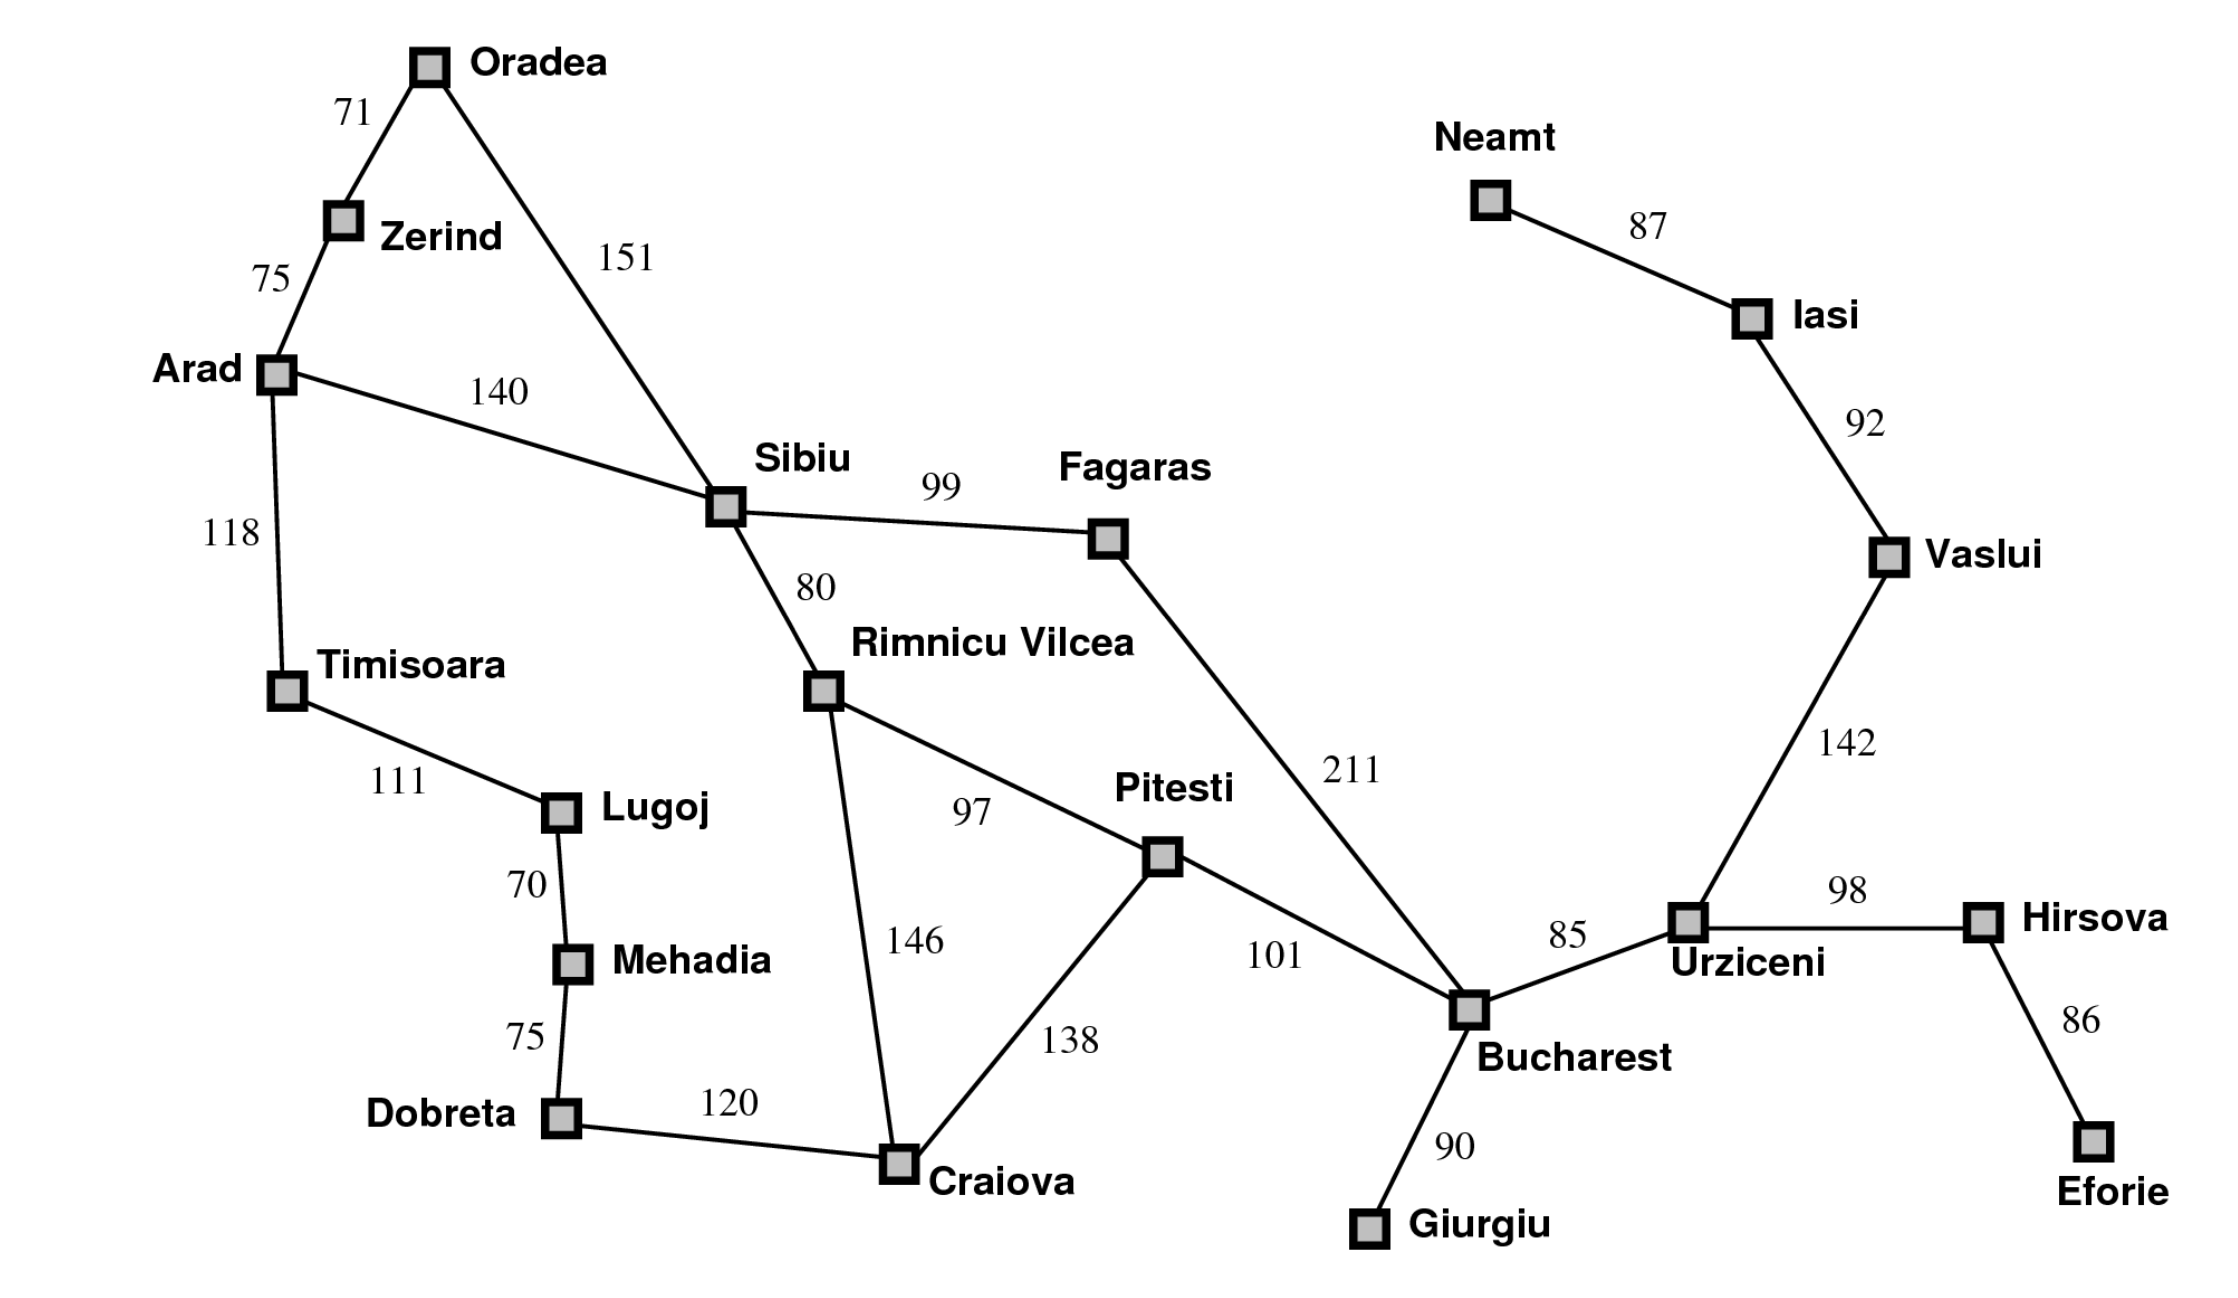 Oradea
71
Neamt
87
Zerind
151
75
Iasi
Arad
140
92
Sibiu
Fagaras
99
118
Vaslui
80
Rimnicu Vilcea
Timisoara
142
211
111
Pitesti
Lugoj
97
70
98
Hirsova
146
85
101
Urziceni
Mehadia
75
138
86
Bucharest
120
Dobreta
90
Craiova
Eforie
Giurgiu